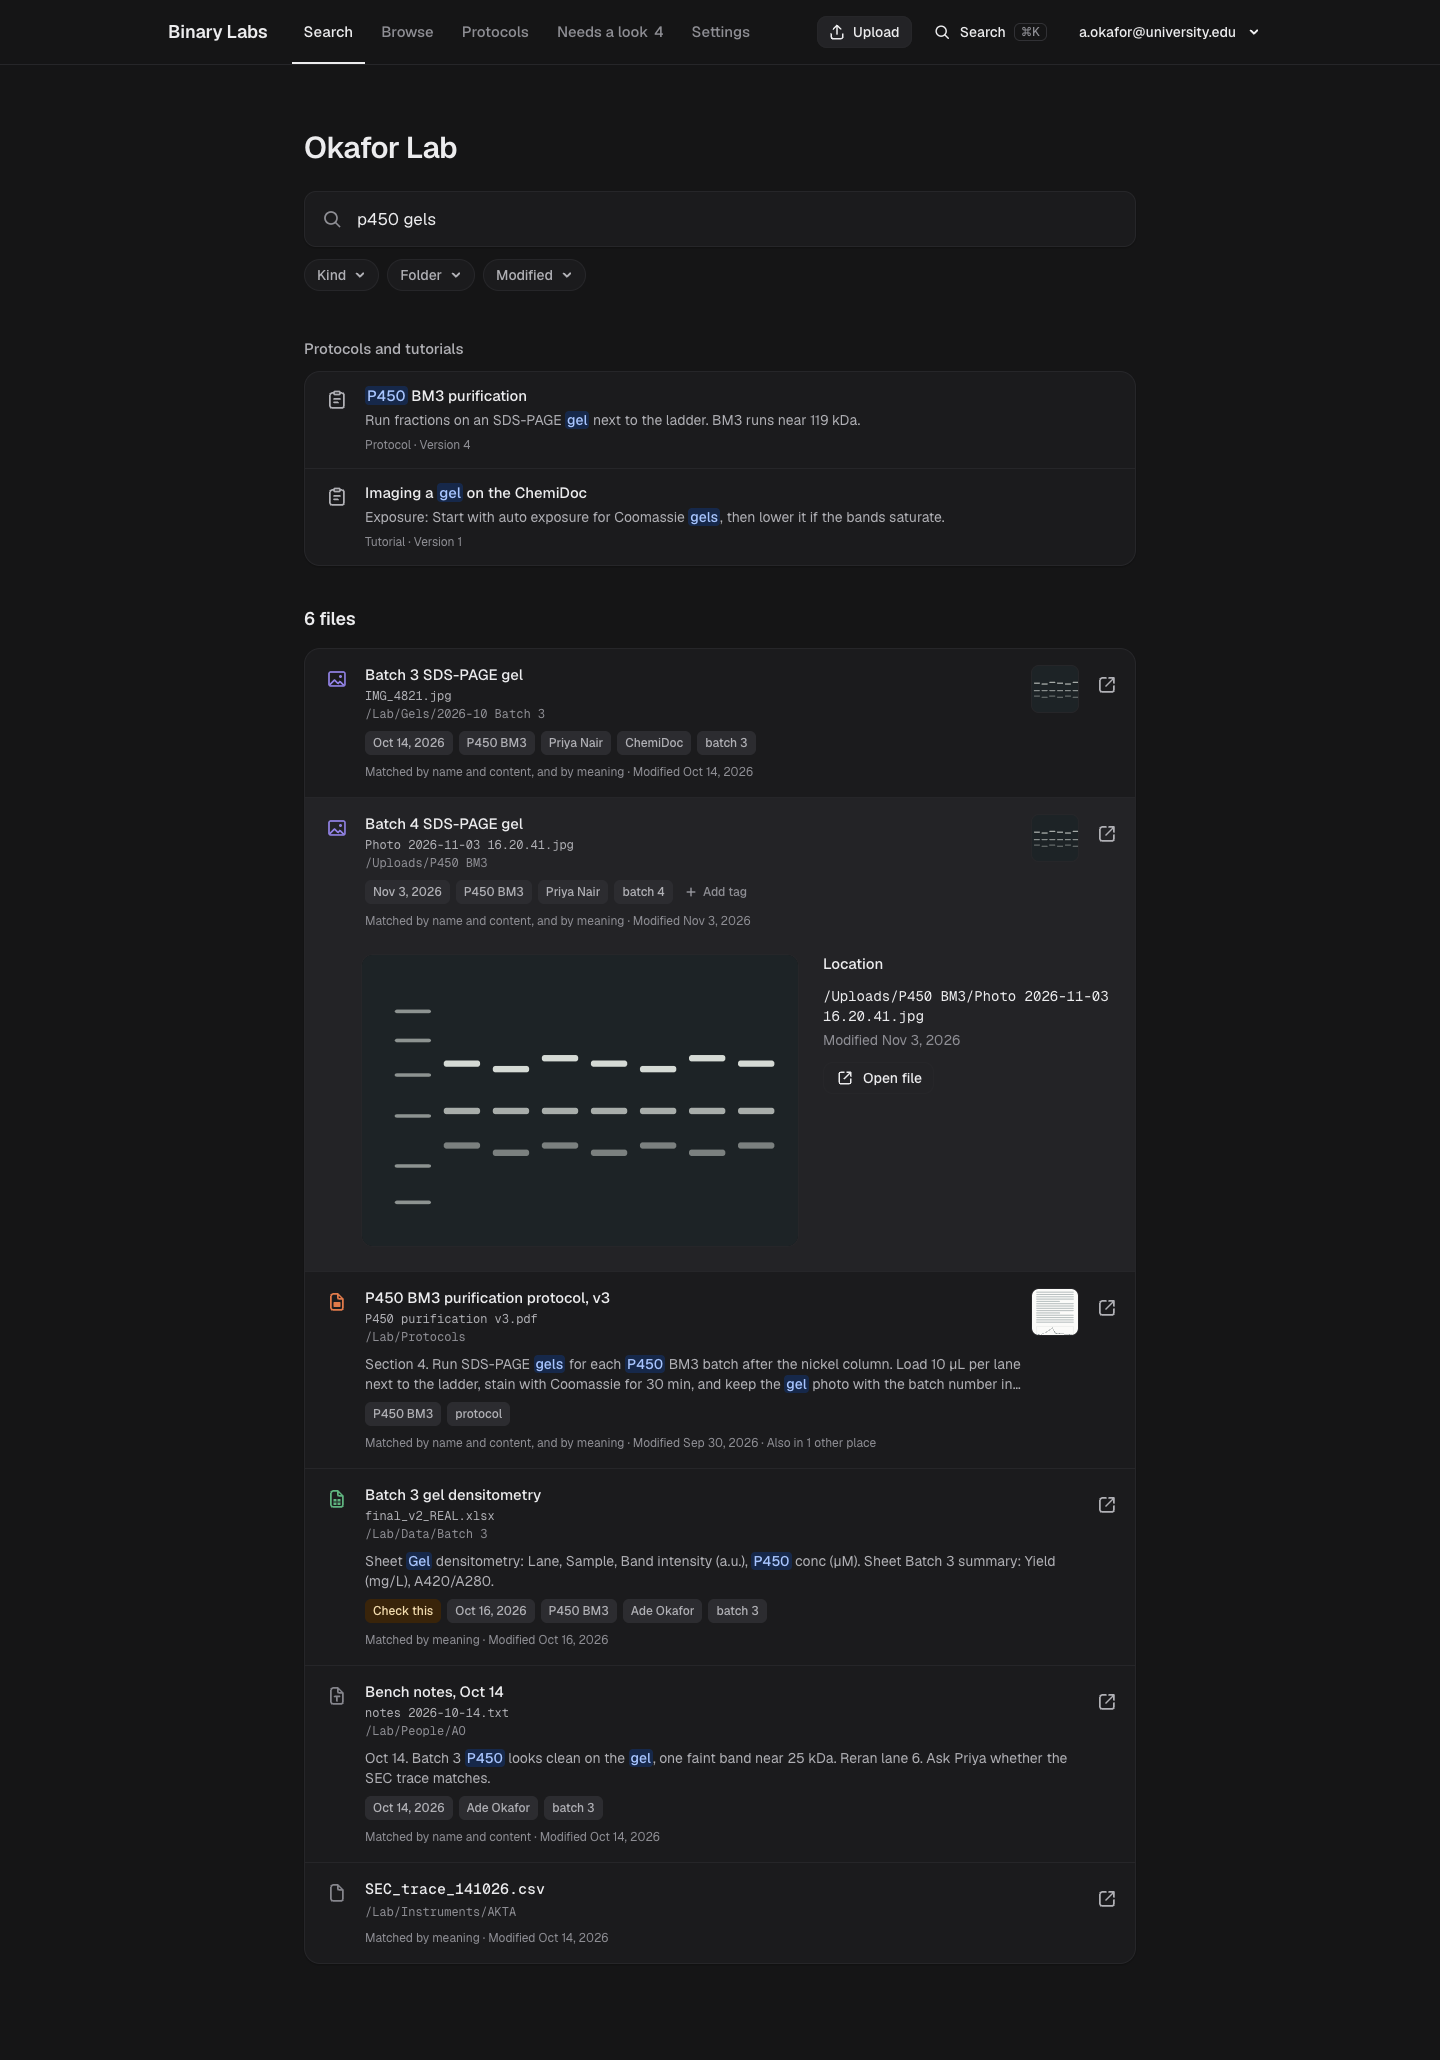 Binary Labs
Search
Browse
Protocols
Needs a look 4
Settings
Upload
Search ⌘K
a.okafor@university.edu
Okafor Lab
p450 gels
Kind
Folder
Modified
Protocols and tutorials
P450 BM3 purification
Run fractions on an SDS-PAGE gel next to the ladder. BM3 runs near 119 kDa.
Protocol · Version 4
Imaging a gel on the ChemiDoc
Exposure: Start with auto exposure for Coomassie gels, then lower it if the bands saturate.
Tutorial · Version 1
6 files
Batch 3 SDS-PAGE gel
IMG_4821.jpg
/Lab/Gels/2026-10 Batch 3
Oct 14, 2026
P450 BM3
Priya Nair
ChemiDoc
batch 3
Matched by name and content, and by meaning · Modified Oct 14, 2026
Batch 4 SDS-PAGE gel
Photo 2026-11-03 16.20.41.jpg
/Uploads/P450 BM3
Nov 3, 2026
P450 BM3
Priya Nair
batch 4
Add tag
Matched by name and content, and by meaning · Modified Nov 3, 2026
Location
/Uploads/P450 BM3/Photo 2026-11-03
16.20.41.jpg
Modified Nov 3, 2026
Open file
P450 BM3 purification protocol, v3
P450 purification v3.pdf
/Lab/Protocols
Section 4. Run SDS-PAGE gels for each P450 BM3 batch after the nickel column. Load 10 µL per lane
next to the ladder, stain with Coomassie for 30 min, and keep the gel photo with the batch number in…
P450 BM3
protocol
Matched by name and content, and by meaning · Modified Sep 30, 2026 · Also in 1 other place
Batch 3 gel densitometry
final_v2_REAL.xlsx
/Lab/Data/Batch 3
Sheet Gel densitometry: Lane, Sample, Band intensity (a.u.), P450 conc (µM). Sheet Batch 3 summary: Yield
(mg/L), A420/A280.
Check this
Oct 16, 2026
P450 BM3
Ade Okafor
batch 3
Matched by meaning · Modified Oct 16, 2026
Bench notes, Oct 14
notes 2026-10-14.txt
/Lab/People/AO
Oct 14. Batch 3 P450 looks clean on the gel, one faint band near 25 kDa. Reran lane 6. Ask Priya whether the
SEC trace matches.
Oct 14, 2026
Ade Okafor
batch 3
Matched by name and content · Modified Oct 14, 2026
SEC_trace_141026.csv
/Lab/Instruments/AKTA
Matched by meaning · Modified Oct 14, 2026